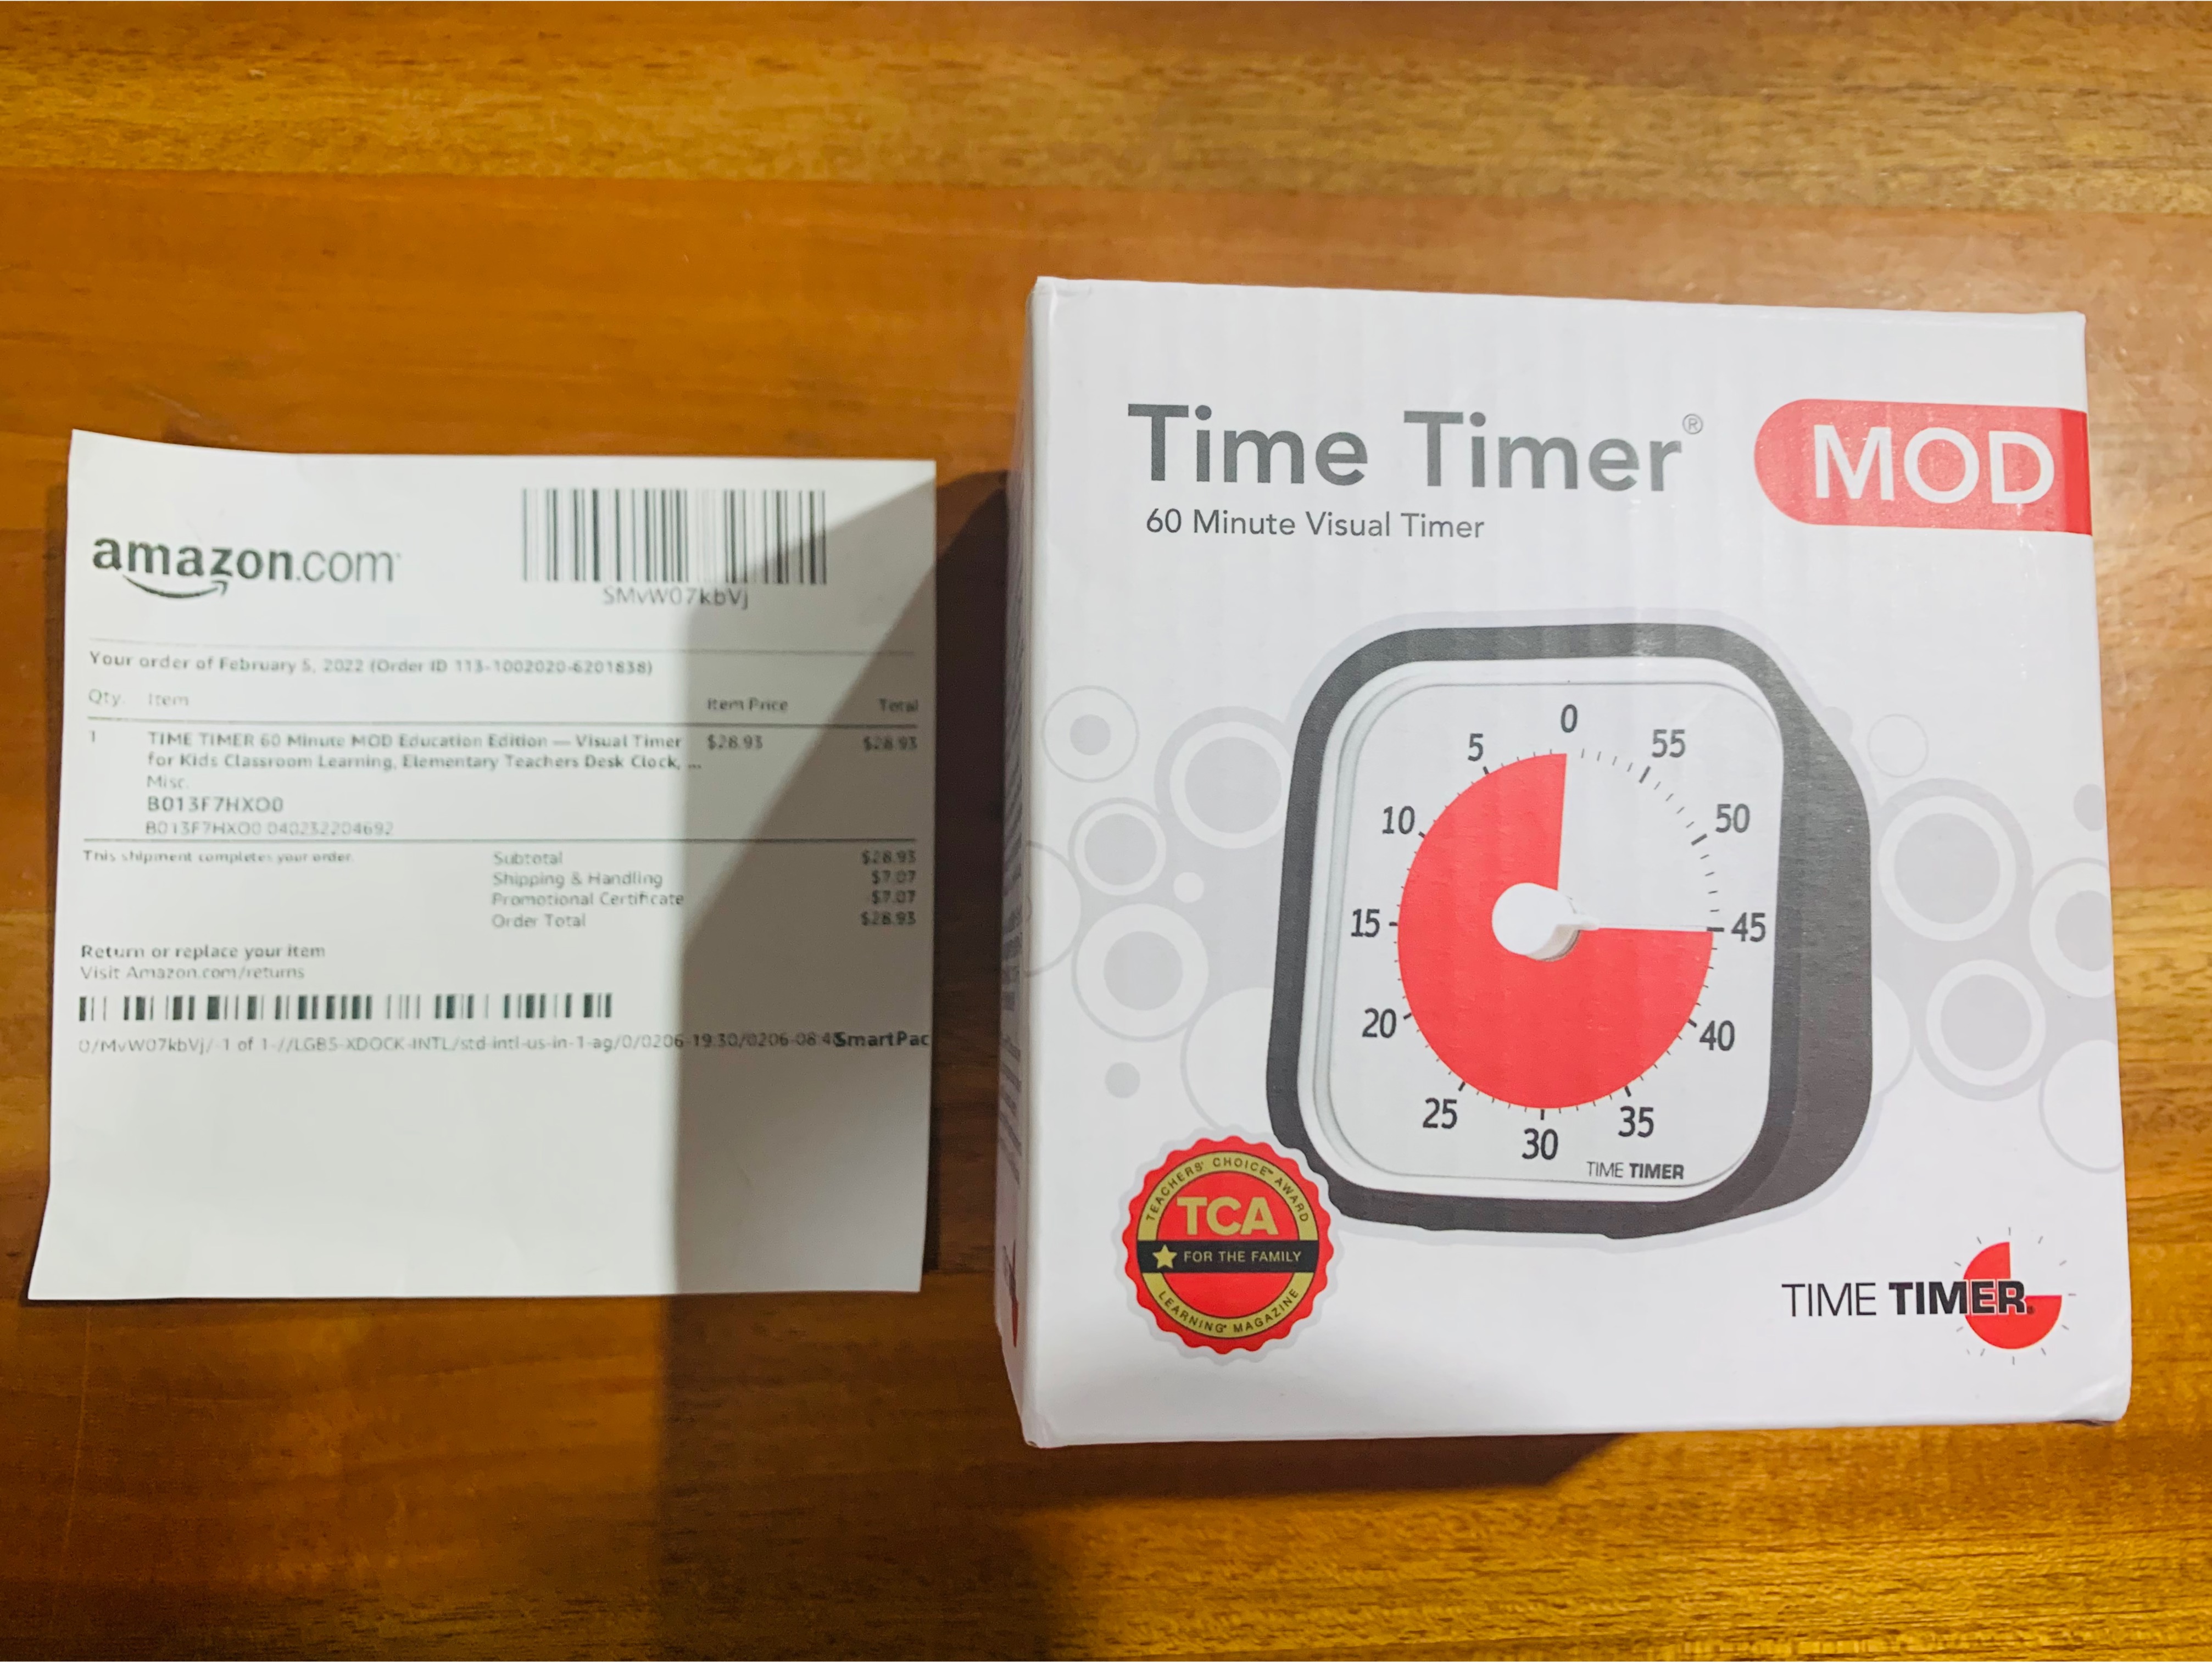 amazon.com
SMvW07kbVj
Your order of February 5, 2022 (Order ID 113-1002020-6201838)
Qty. Item Item Price Total
1 TIME TIMER 60 Minute MOD Education Edition — Visual Timer $28.93 $28.93
for Kids Classroom Learning, Elementary Teachers Desk Clock, ...
Misc.
B013F7HXO0
B013F7HXO0 040232204692
This shipment completes your order.
Subtotal $28.93
Shipping & Handling $7.07
Promotional Certificate -$7.07
Order Total $28.93
Return or replace your item
Visit Amazon.com/returns
0/MvW07kbVj/-1 of 1-//LGB5-XDOCK-INTL/std-intl-us-in-1-ag/0/0206-19:30/0206-08:4 SmartPac
Time Timer® MOD
60 Minute Visual Timer
0
5 55
10 50
15 45
20 40
25 35
30
TIME TIMER
TEACHERS' CHOICE™ AWARD
TCA
FOR THE FAMILY
LEARNING® MAGAZINE
TIME TIMER®